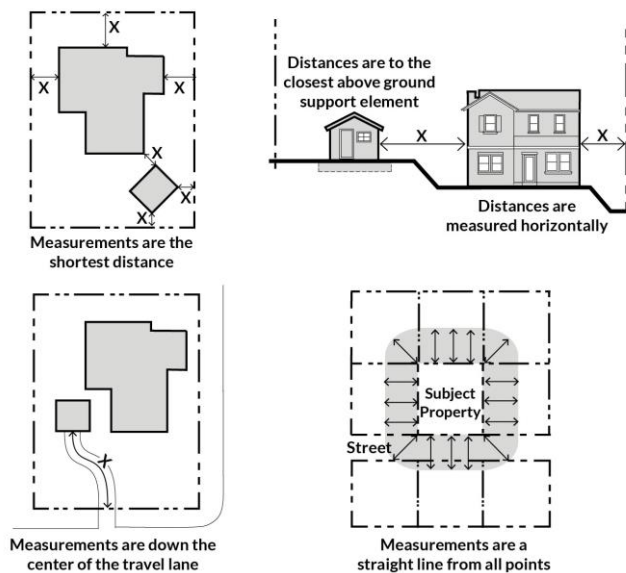 X
X
X
X
X
X
Measurements are the
shortest distance
Distances are to the
closest above ground
support element
X
X
Distances are
measured horizontally
X
Measurements are down the
center of the travel lane
Subject
Property
Street
Measurements are a
straight line from all points